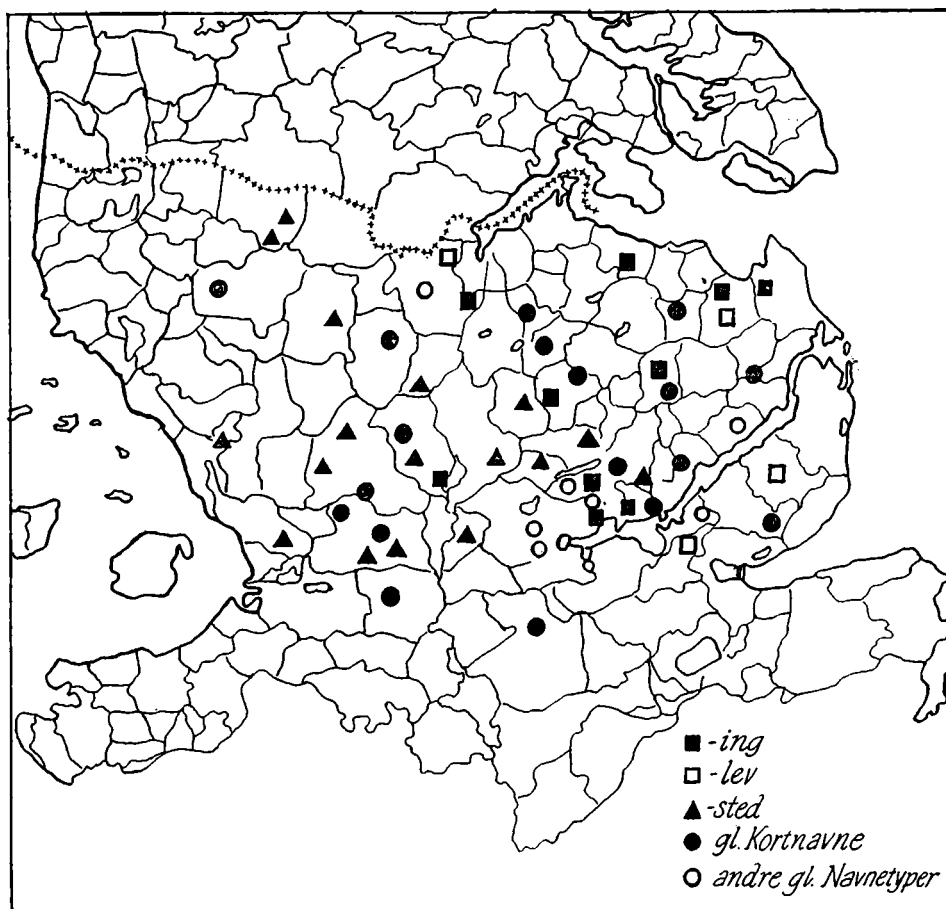 -ing
-lev
-sted
gl. Kortnavne
andre gl. Navnetyper